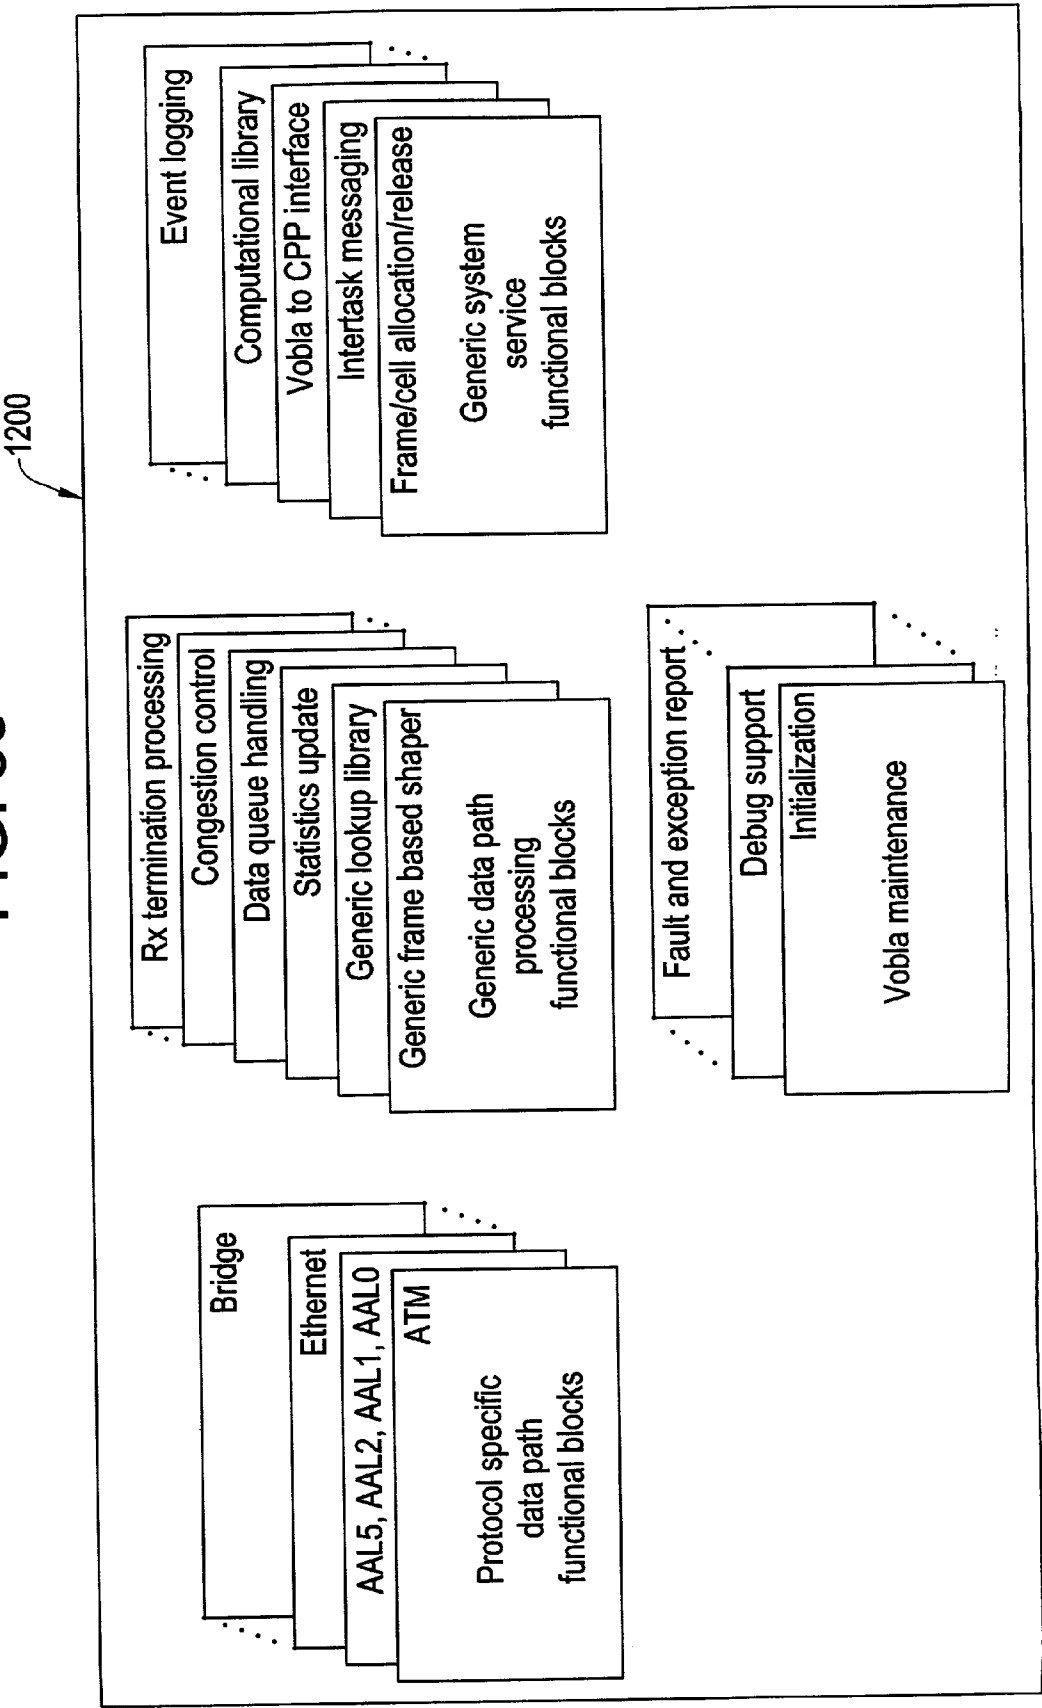 1200
Bridge
Ethernet
AAL5, AAL2, AAL1, AAL0
ATM
Protocol specific
data path
functional blocks
Rx termination processing
Congestion control
Data queue handling
Statistics update
Generic lookup library
Generic frame based shaper
Generic data path
processing
functional blocks
Event logging
Computational library
Vobla to CPP interface
Intertask messaging
Frame/cell allocation/release
Generic system
service
functional blocks
Fault and exception report
Debug support
Initialization
Vobla maintenance